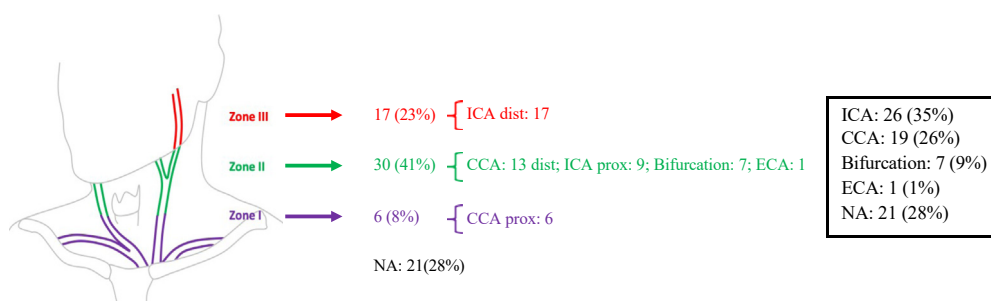 Zone III 17 (23%) ICA dist: 17
Zone II 30 (41%) CCA: 13 dist; ICA prox: 9; Bifurcation: 7; ECA: 1
Zone I 6 (8%) CCA prox: 6
NA: 21(28%)
ICA: 26 (35%)
CCA: 19 (26%)
Bifurcation: 7 (9%)
ECA: 1 (1%)
NA: 21 (28%)